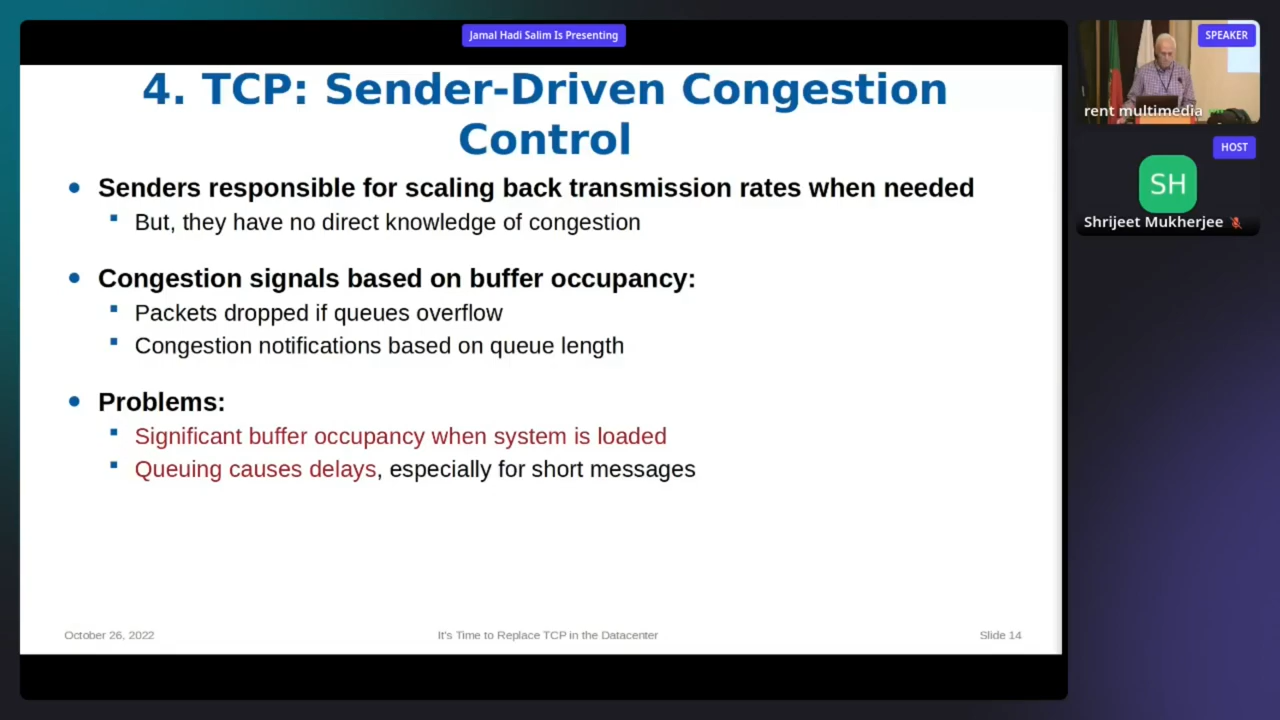 Jamal Hadi Salim Is Presenting
SPEAKER
rent multimedia
HOST
SH
Shrijeet Mukherjee
4. TCP: Sender-Driven Congestion
Control
Senders responsible for scaling back transmission rates when needed
But, they have no direct knowledge of congestion
Congestion signals based on buffer occupancy:
Packets dropped if queues overflow
Congestion notifications based on queue length
Problems:
Significant buffer occupancy when system is loaded
Queuing causes delays, especially for short messages
October 26, 2022
It's Time to Replace TCP in the Datacenter
Slide 14